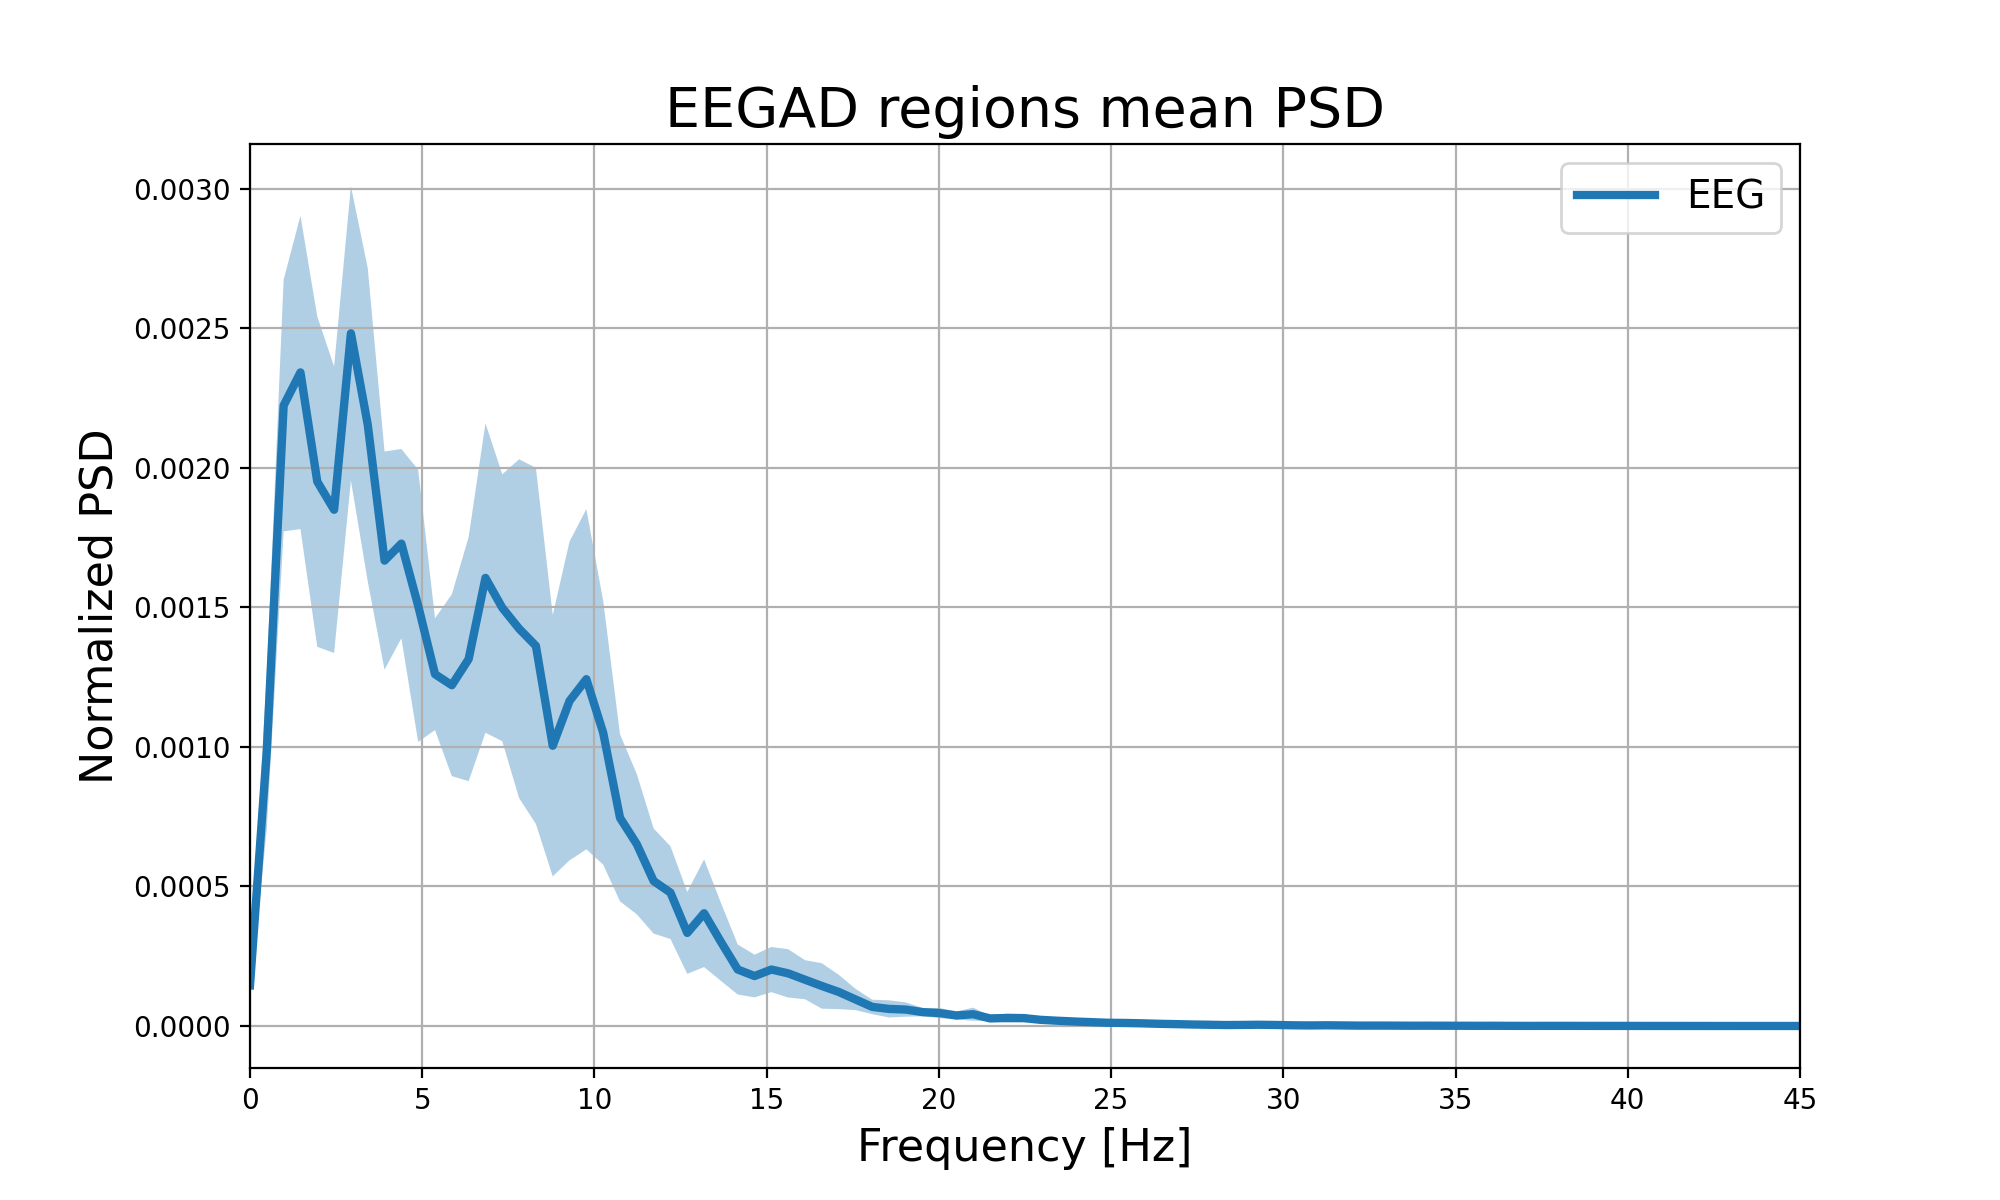 EEGAD regions mean PSD
EEG
Normalized PSD
0.0030
0.0025
0.0020
0.0015
0.0010
0.0005
0.0000
0 5 10 15 20 25 30 35 40 45
Frequency [Hz]